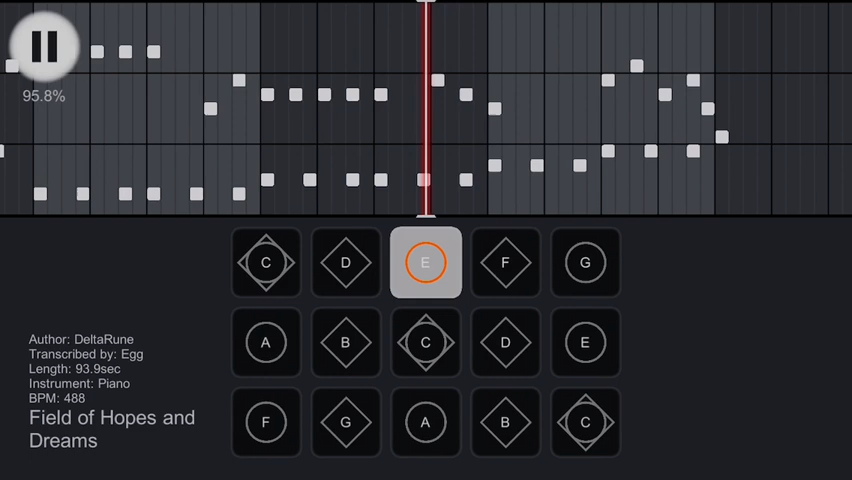 95.8%
C D E F G
A B C D E
F G A B C
Author: DeltaRune
Transcribed by: Egg
Length: 93.9sec
Instrument: Piano
BPM: 488
Field of Hopes and
Dreams